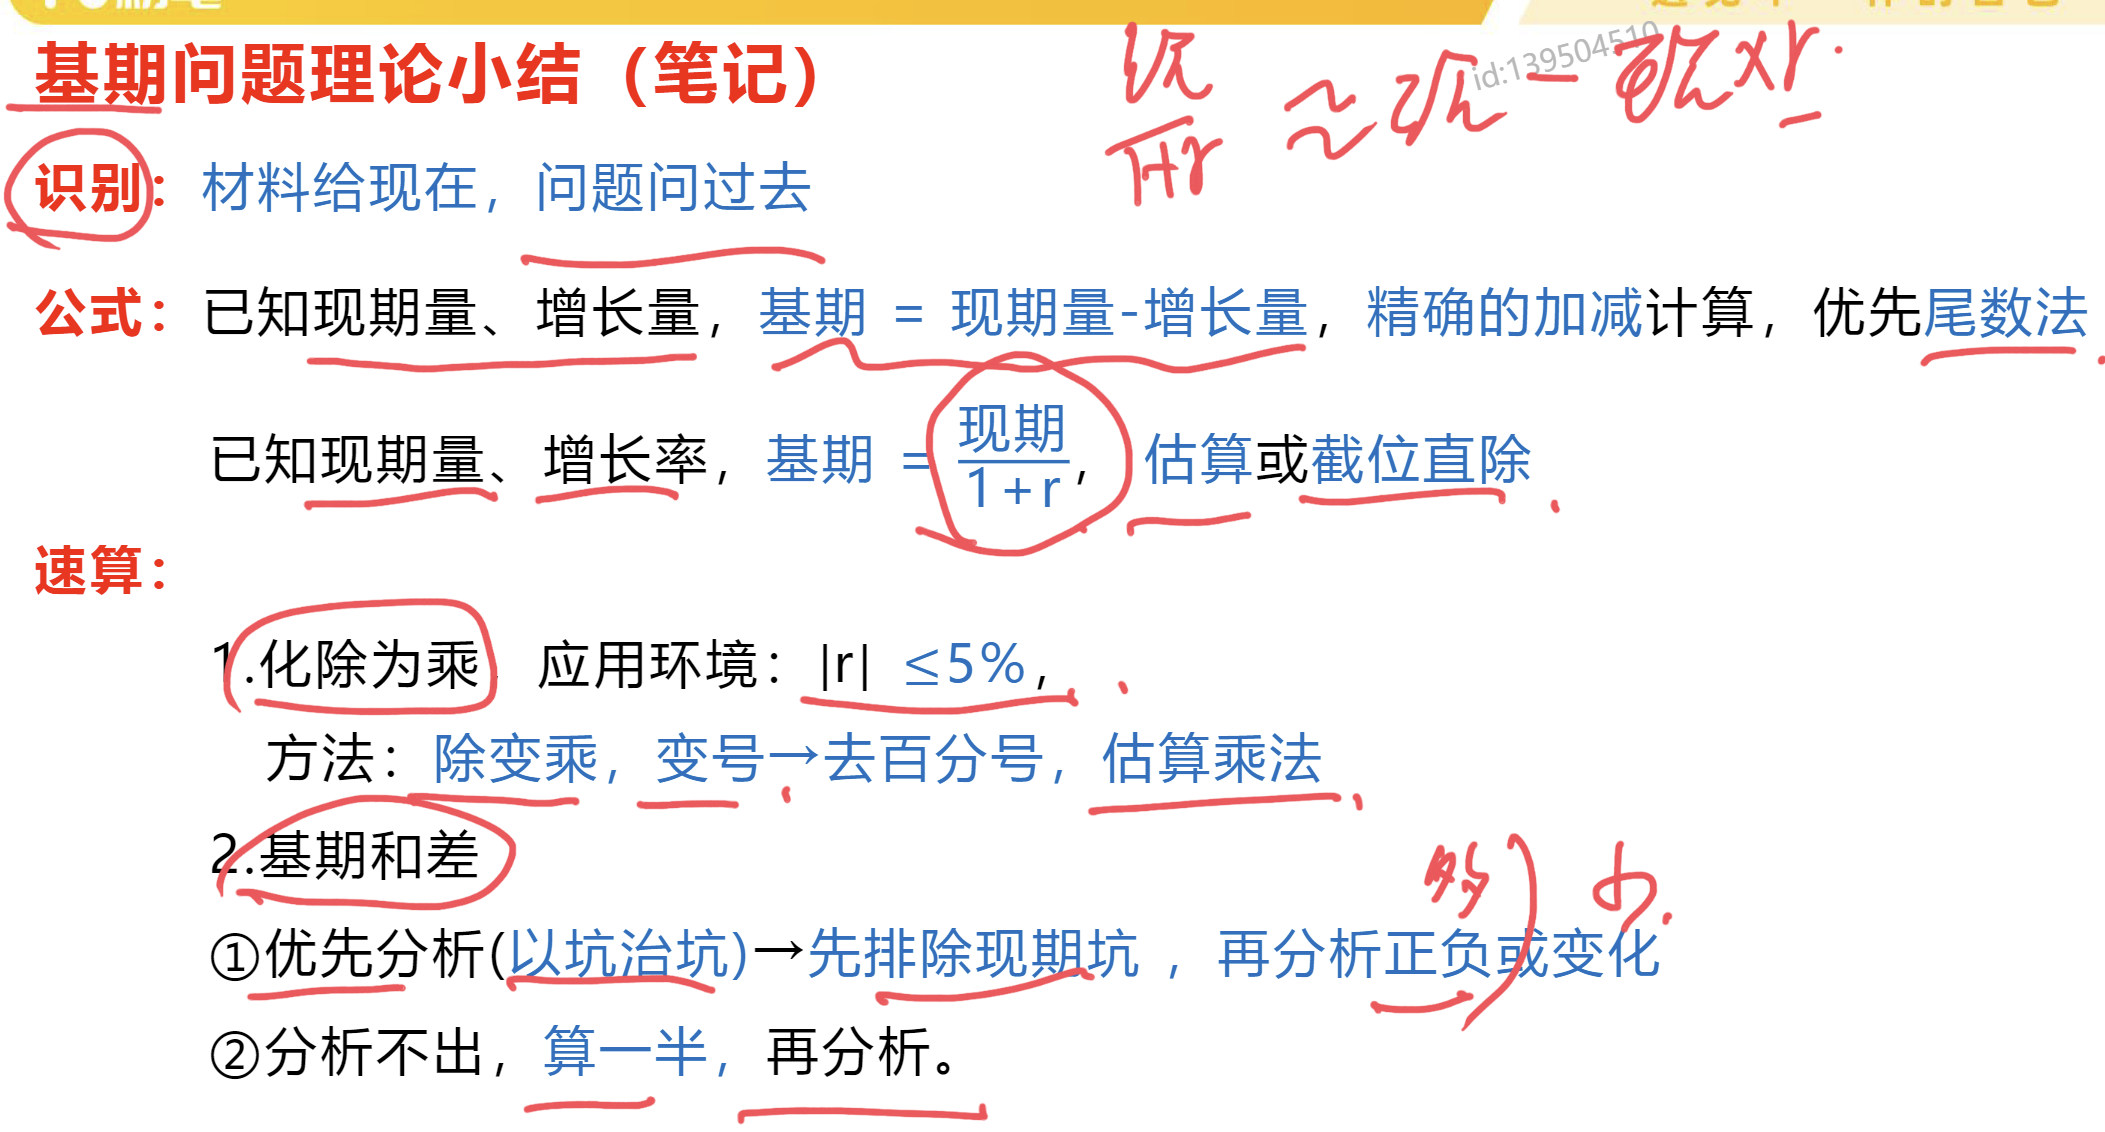 基期问题理论小结（笔记）
现/1+r ≈ 现 - 现×r
id:139504510
识别：材料给现在，问题问过去
公式：已知现期量、增长量，基期 = 现期量-增长量，精确的加减计算，优先尾数法
已知现期量、增长率，基期 = 现期/1+r，估算或截位直除
速算：
1.化除为乘 应用环境：|r| ≤5%，
方法：除变乘，变号→去百分号，估算乘法
2.基期和差
①优先分析(以坑治坑)→先排除现期坑，再分析正负或变化
②分析不出，算一半，再分析。